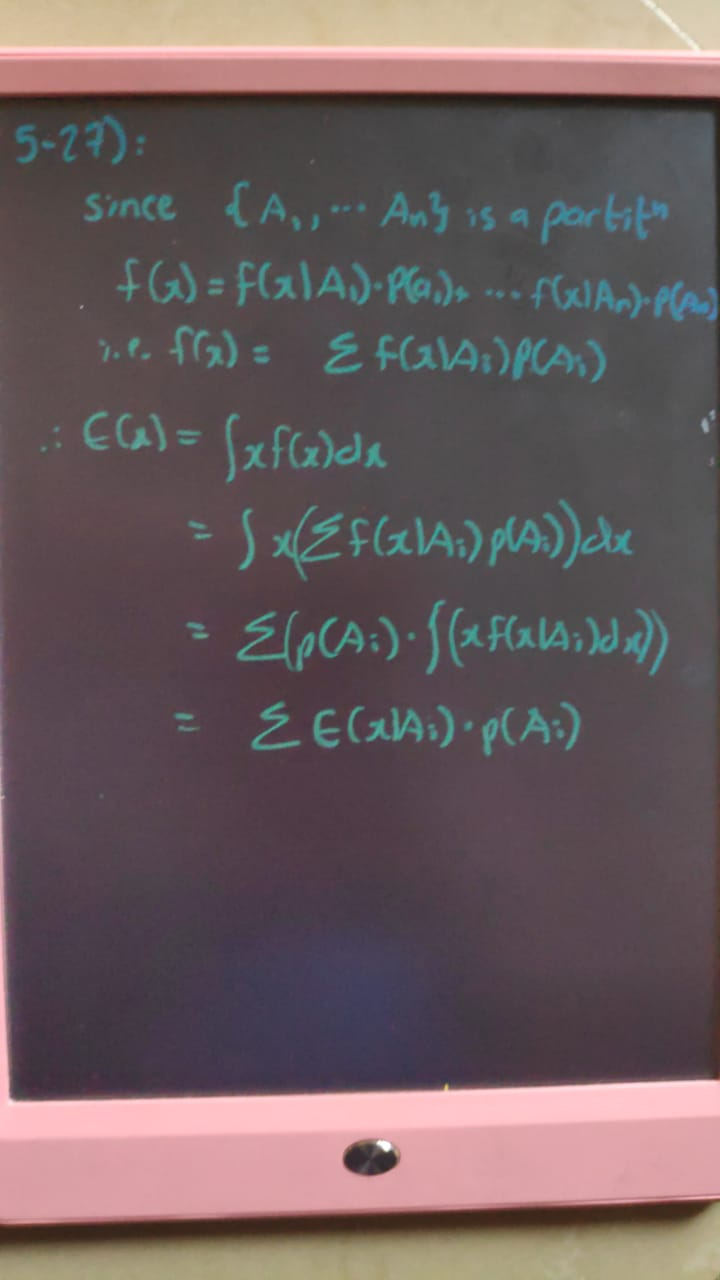 5-27):
since {A₁, ... Aₙ} is a partitⁿ
f(x) = f(x|A₁)·P(a₁)+ ... f(x|Aₙ)·P(Aₙ)
i.e. f(x) = Σ f(x|Aᵢ)P(Aᵢ)
∴ E(x) = ∫xf(x)dx
= ∫ x(Σ f(x|Aᵢ) p(Aᵢ))dx
= Σ(p(Aᵢ)·∫(xf(x|Aᵢ)dx))
= Σ E(x|Aᵢ)·p(Aᵢ)